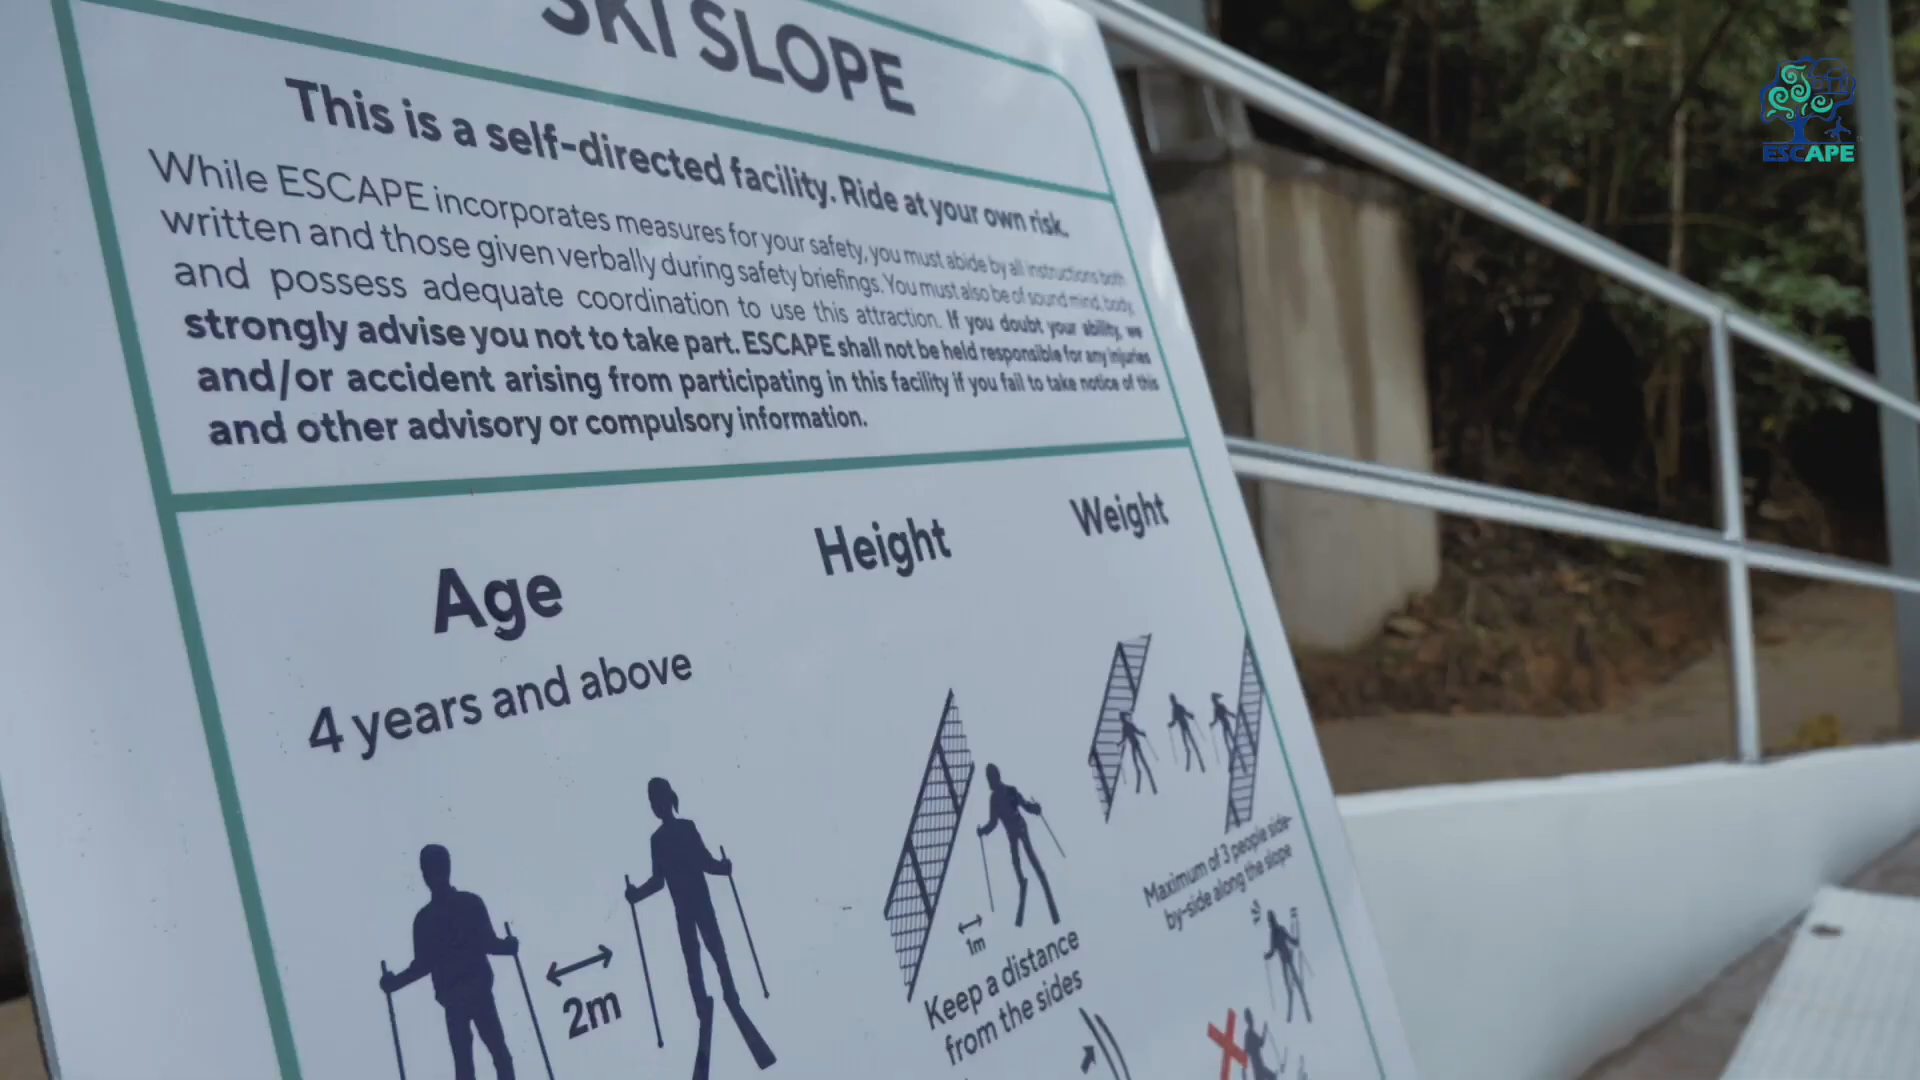 SKI SLOPE
This is a self-directed facility. Ride at your own risk.
While ESCAPE incorporates measures for your safety, you must abide by all instructions both
written and those given verbally during safety briefings. You must also be of sound mind, body,
and possess adequate coordination to use this attraction. If you doubt your ability, we
strongly advise you not to take part. ESCAPE shall not be held responsible for any injuries
and/or accident arising from participating in this facility if you fail to take notice of this
and other advisory or compulsory information.
Age
Height
Weight
4 years and above
2m
1m
Keep a distance
from the sides
Maximum of 3 people side-
by-side along the slope
ESCAPE